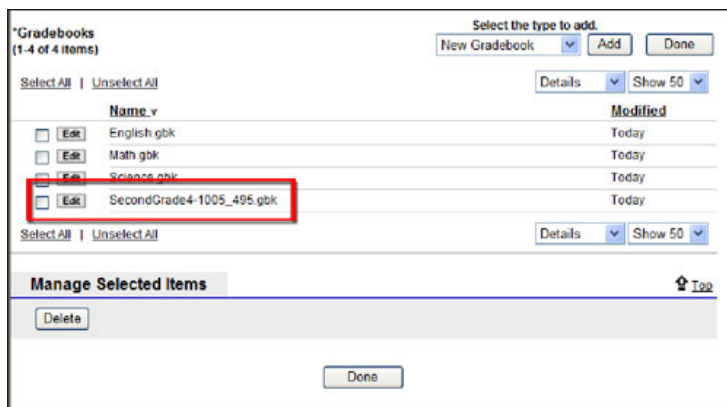 *Gradebooks
(1-4 of 4 items)
Select the type to add.
New Gradebook Add Done
Select All | Unselect All
Details Show 50
Name Modified
Edit English.gbk Today
Edit Math.gbk Today
Edit Science.gbk Today
Edit SecondGrade4-1005_495.gbk Today
Select All | Unselect All
Details Show 50
Manage Selected Items
Top
Delete
Done